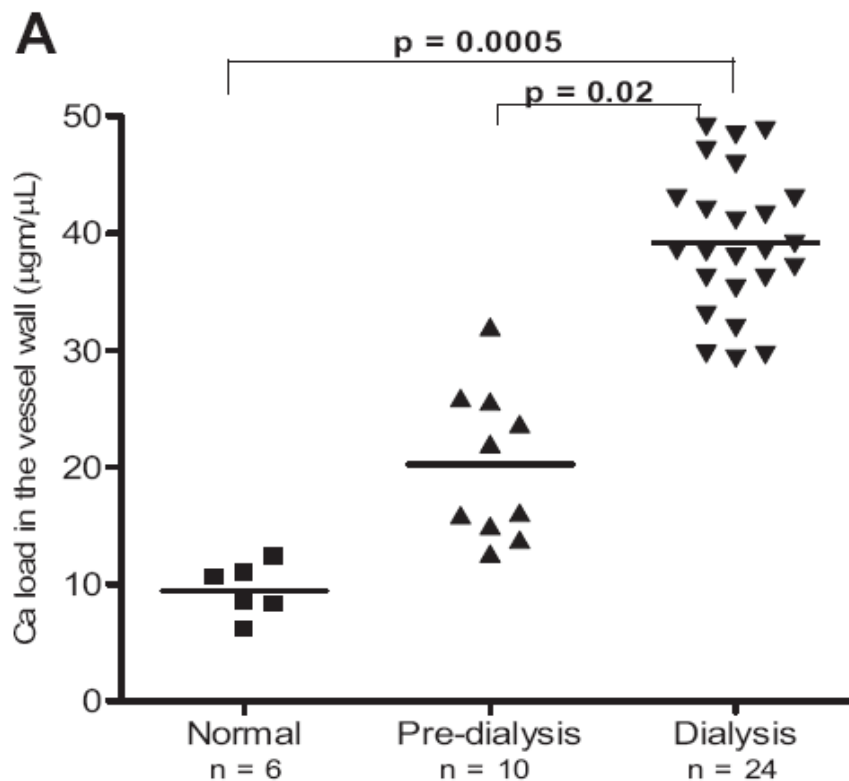 A
p = 0.0005
p = 0.02
Ca load in the vessel wall (μgm/μL)
50
40
30
20
10
0
Normal Pre-dialysis Dialysis
n = 6 n = 10 n = 24